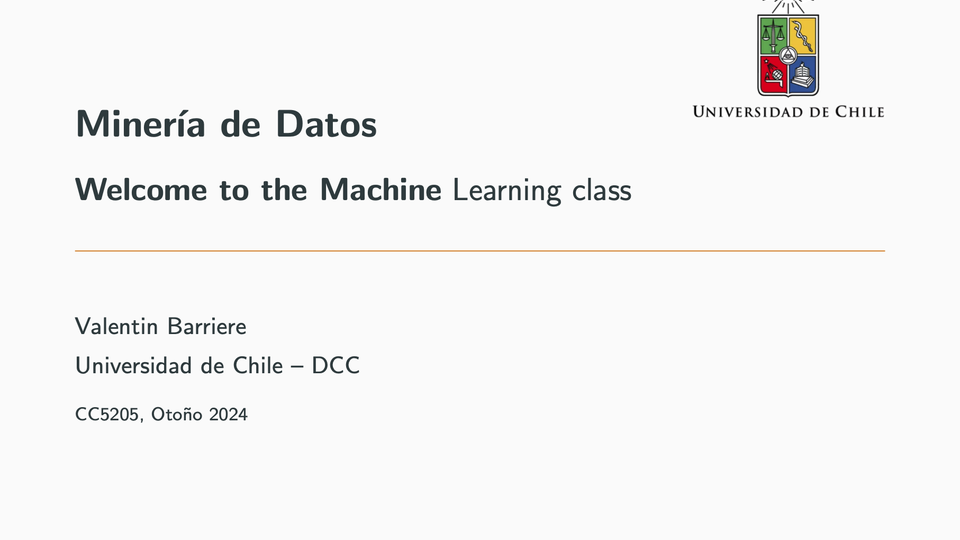 UNIVERSIDAD DE CHILE
Minería de Datos
Welcome to the Machine Learning class
Valentin Barriere
Universidad de Chile – DCC
CC5205, Otoño 2024